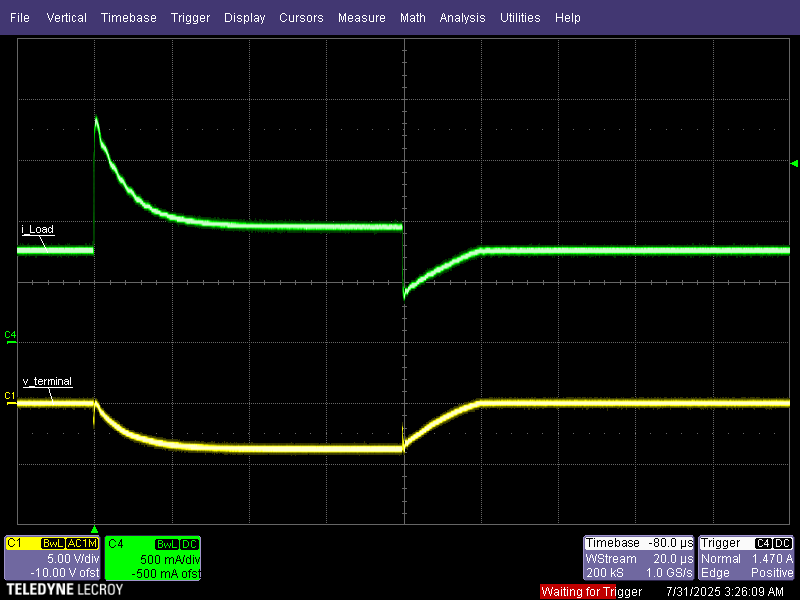 File Vertical Timebase Trigger Display Cursors Measure Math Analysis Utilities Help
i_Load
C4
v_terminal
C1
C1 BwL AC1M
5.00 V/div
-10.00 V ofst
C4 BwL DC
500 mA/div
-500 mA ofst
Timebase -80.0 µs
WStream 20.0 µs
200 kS 1.0 GS/s
Trigger C4 DC
Normal 1.470 A
Edge Positive
TELEDYNE LECROY
Waiting for Trigger 7/31/2025 3:26:09 AM